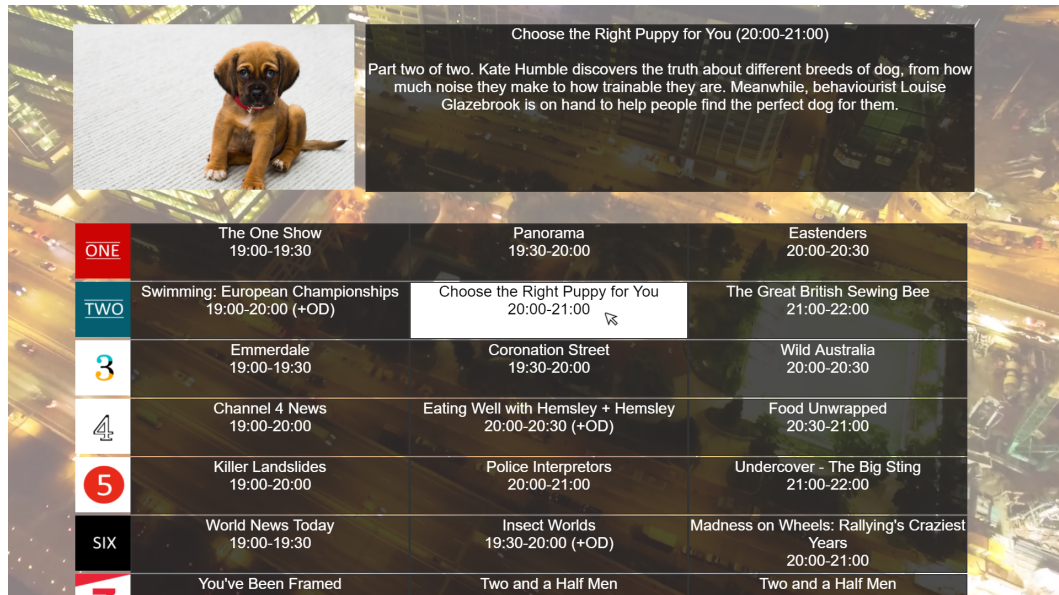 Choose the Right Puppy for You (20:00-21:00)
Part two of two. Kate Humble discovers the truth about different breeds of dog, from how
much noise they make to how trainable they are. Meanwhile, behaviourist Louise
Glazebrook is on hand to help people find the perfect dog for them.
ONE
The One Show
19:00-19:30
Panorama
19:30-20:00
Eastenders
20:00-20:30
TWO
Swimming: European Championships
19:00-20:00 (+OD)
Choose the Right Puppy for You
20:00-21:00
The Great British Sewing Bee
21:00-22:00
3
Emmerdale
19:00-19:30
Coronation Street
19:30-20:00
Wild Australia
20:00-20:30
4
Channel 4 News
19:00-20:00
Eating Well with Hemsley + Hemsley
20:00-20:30 (+OD)
Food Unwrapped
20:30-21:00
5
Killer Landslides
19:00-20:00
Police Interpretors
20:00-21:00
Undercover - The Big Sting
21:00-22:00
SIX
World News Today
19:00-19:30
Insect Worlds
19:30-20:00 (+OD)
Madness on Wheels: Rallying's Craziest
Years
20:00-21:00
You've Been Framed
Two and a Half Men
Two and a Half Men